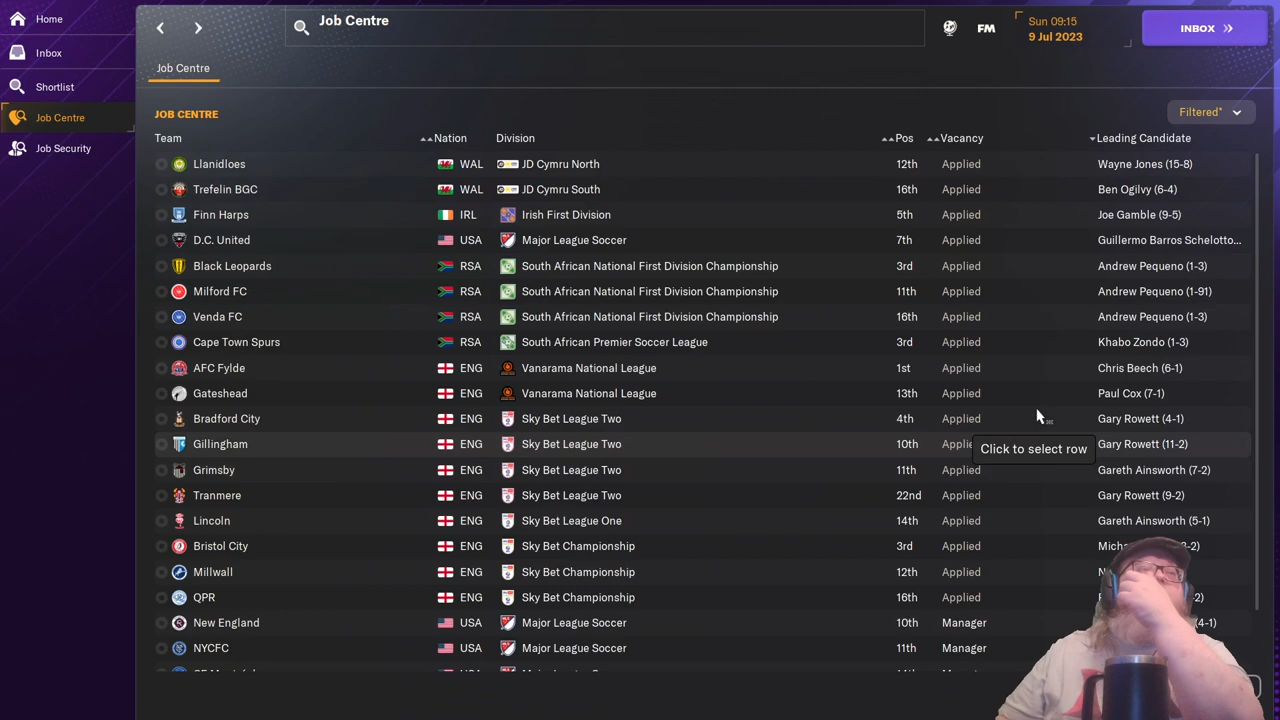 Home
Job Centre
FM
Sun 09:15
9 Jul 2023
INBOX
Inbox
Job Centre
Shortlist
Job Centre
Job Security
JOB CENTRE
Filtered*
Team Nation Division Pos Vacancy Leading Candidate
Llanidloes WAL JD Cymru North 12th Applied Wayne Jones (15-8)
Trefelin BGC WAL JD Cymru South 16th Applied Ben Ogilvy (6-4)
Finn Harps IRL Irish First Division 5th Applied Joe Gamble (9-5)
D.C. United USA Major League Soccer 7th Applied Guillermo Barros Schelotto...
Black Leopards RSA South African National First Division Championship 3rd Applied Andrew Pequeno (1-3)
Milford FC RSA South African National First Division Championship 11th Applied Andrew Pequeno (1-91)
Venda FC RSA South African National First Division Championship 16th Applied Andrew Pequeno (1-3)
Cape Town Spurs RSA South African Premier Soccer League 3rd Applied Khabo Zondo (1-3)
AFC Fylde ENG Vanarama National League 1st Applied Chris Beech (6-1)
Gateshead ENG Vanarama National League 13th Applied Paul Cox (7-1)
Bradford City ENG Sky Bet League Two 4th Applied Gary Rowett (4-1)
Gillingham ENG Sky Bet League Two 10th Gary Rowett (11-2)
Click to select row
Grimsby ENG Sky Bet League Two 11th Applied Gareth Ainsworth (7-2)
Tranmere ENG Sky Bet League Two 22nd Applied Gary Rowett (9-2)
Lincoln ENG Sky Bet League One 14th Applied Gareth Ainsworth (5-1)
Bristol City ENG Sky Bet Championship 3rd Applied
Millwall ENG Sky Bet Championship 12th Applied
QPR ENG Sky Bet Championship 16th Applied
New England USA Major League Soccer 10th Manager (4-1)
NYCFC USA Major League Soccer 11th Manager